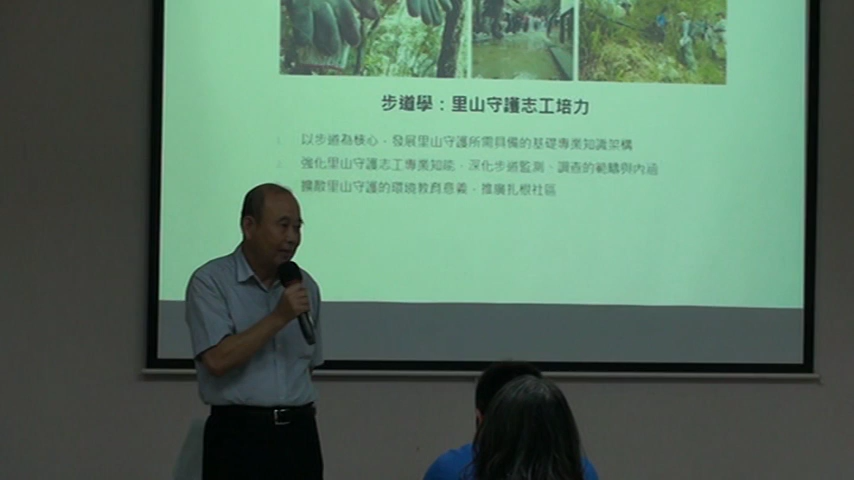 步道學：里山守護志工培力
1. 以步道為核心，發展里山守護所需具備的基礎專業知識架構
2. 強化里山守護志工專業知能，深化步道監測、調查的範疇與內涵
3. 擴散里山守護的環境教育意義，推廣扎根社區